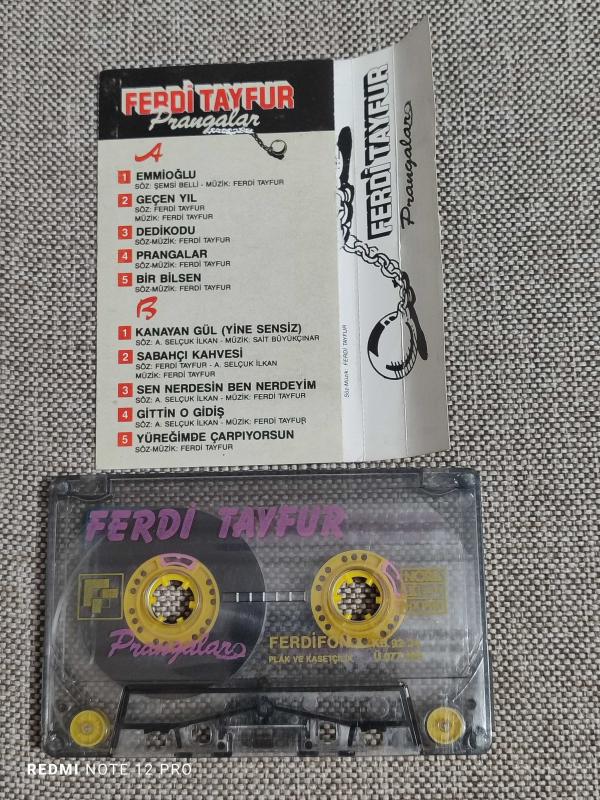 FERDİ TAYFUR
Prangalar
A
1 EMMİOĞLU
SÖZ: ŞEMSİ BELLİ - MÜZİK: FERDİ TAYFUR
2 GEÇEN YIL
SÖZ: FERDİ TAYFUR
MÜZİK: FERDİ TAYFUR
3 DEDİKODU
SÖZ-MÜZİK: FERDİ TAYFUR
4 PRANGALAR
SÖZ-MÜZİK: FERDİ TAYFUR
5 BİR BİLSEN
SÖZ-MÜZİK: FERDİ TAYFUR
B
1 KANAYAN GÜL (YİNE SENSİZ)
SÖZ: A. SELÇUK İLKAN - MÜZİK: SAİT BÜYÜKÇINAR
2 SABAHÇI KAHVESİ
SÖZ: FERDİ TAYFUR - A. SELÇUK İLKAN
MÜZİK: FERDİ TAYFUR
3 SEN NERDESİN BEN NERDEYİM
SÖZ: A. SELÇUK İLKAN - MÜZİK: FERDİ TAYFUR
4 GİTTİN O GİDİŞ
SÖZ: A. SELÇUK İLKAN - MÜZİK: FERDİ TAYFUR
5 YÜREĞİMDE ÇARPIYORSUN
SÖZ-MÜZİK: FERDİ TAYFUR
Söz-Müzik: FERDİ TAYFUR
FERDİ TAYFUR
Prangalar
FERDİ TAYFUR
Prangalar
FERDİFON
PLAK VE KASETÇİLİK
REDMI NOTE 12 PRO